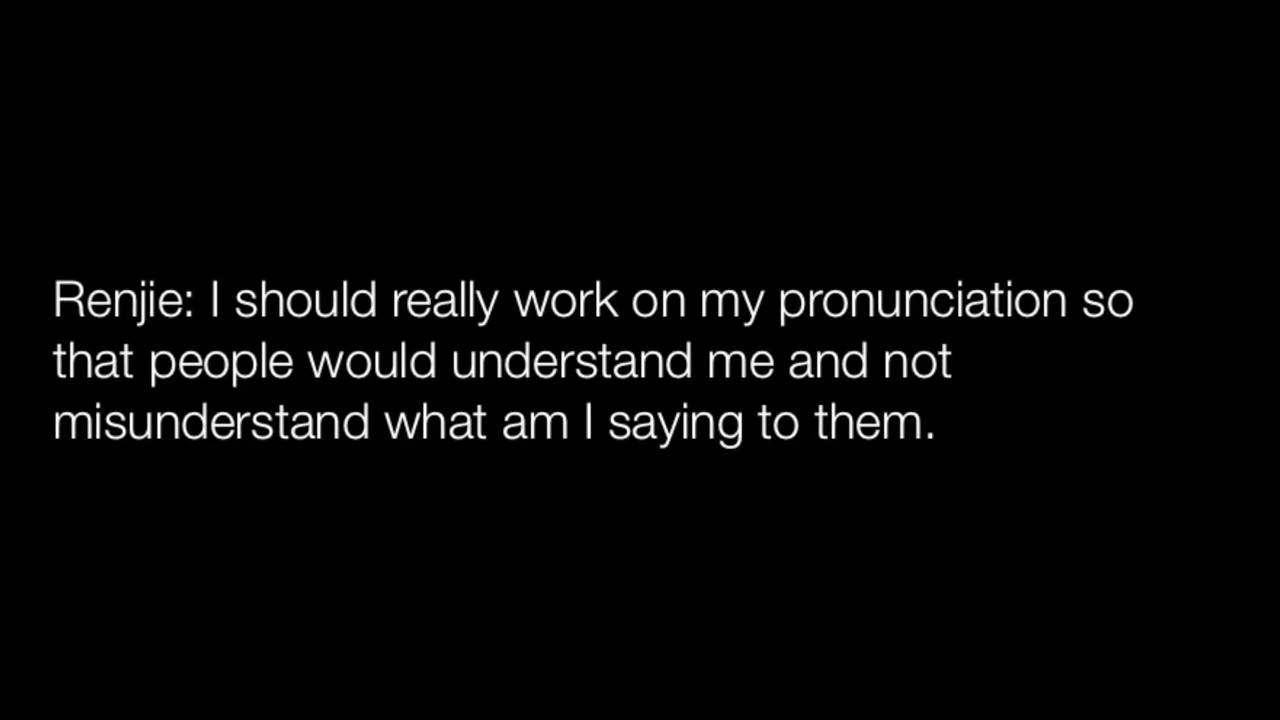 Renjie: I should really work on my pronunciation so
that people would understand me and not
misunderstand what am I saying to them.